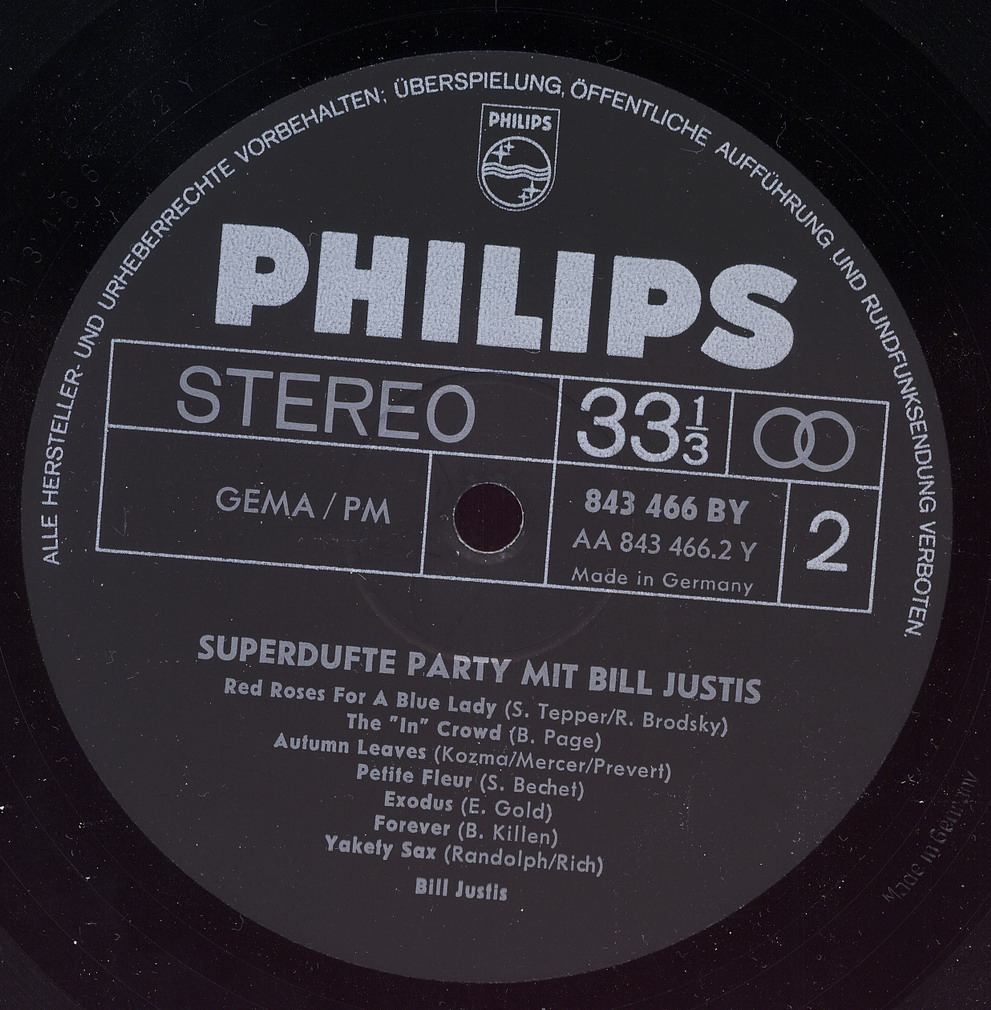 ALLE HERSTELLER- UND URHEBERRECHTE VORBEHALTEN; ÜBERSPIELUNG, ÖFFENTLICHE AUFFÜHRUNG UND RUNDFUNKSENDUNG VERBOTEN.
PHILIPS
PHILIPS
STEREO
33 1/3
GEMA / PM
843 466 BY
AA 843 466.2 Y
Made in Germany
2
SUPERDUFTE PARTY MIT BILL JUSTIS
Red Roses For A Blue Lady (S. Tepper/R. Brodsky)
The "In" Crowd (B. Page)
Autumn Leaves (Kozma/Mercer/Prevert)
Petite Fleur (S. Bechet)
Exodus (E. Gold)
Forever (B. Killen)
Yakety Sax (Randolph/Rich)
Bill Justis
Made in Germany